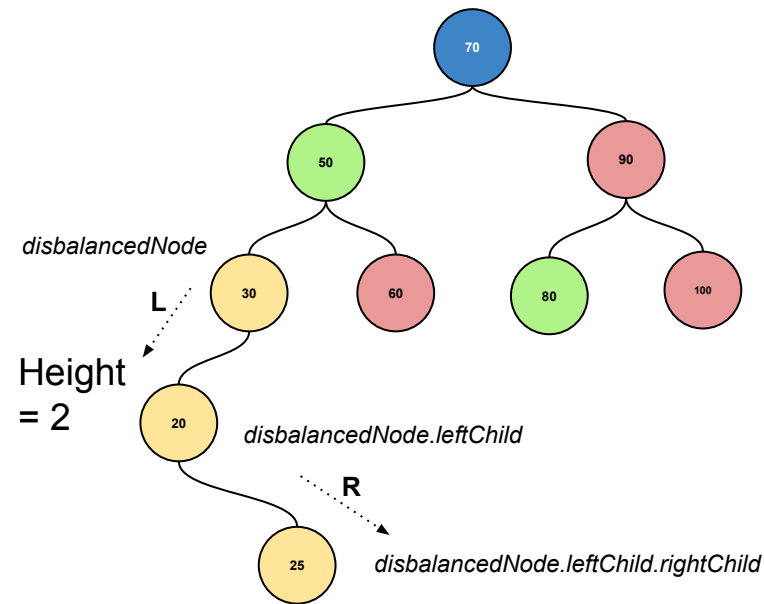 70
50
90
disbalancedNode
30
60
80
100
L
Height
= 2
20
disbalancedNode.leftChild
R
25
disbalancedNode.leftChild.rightChild